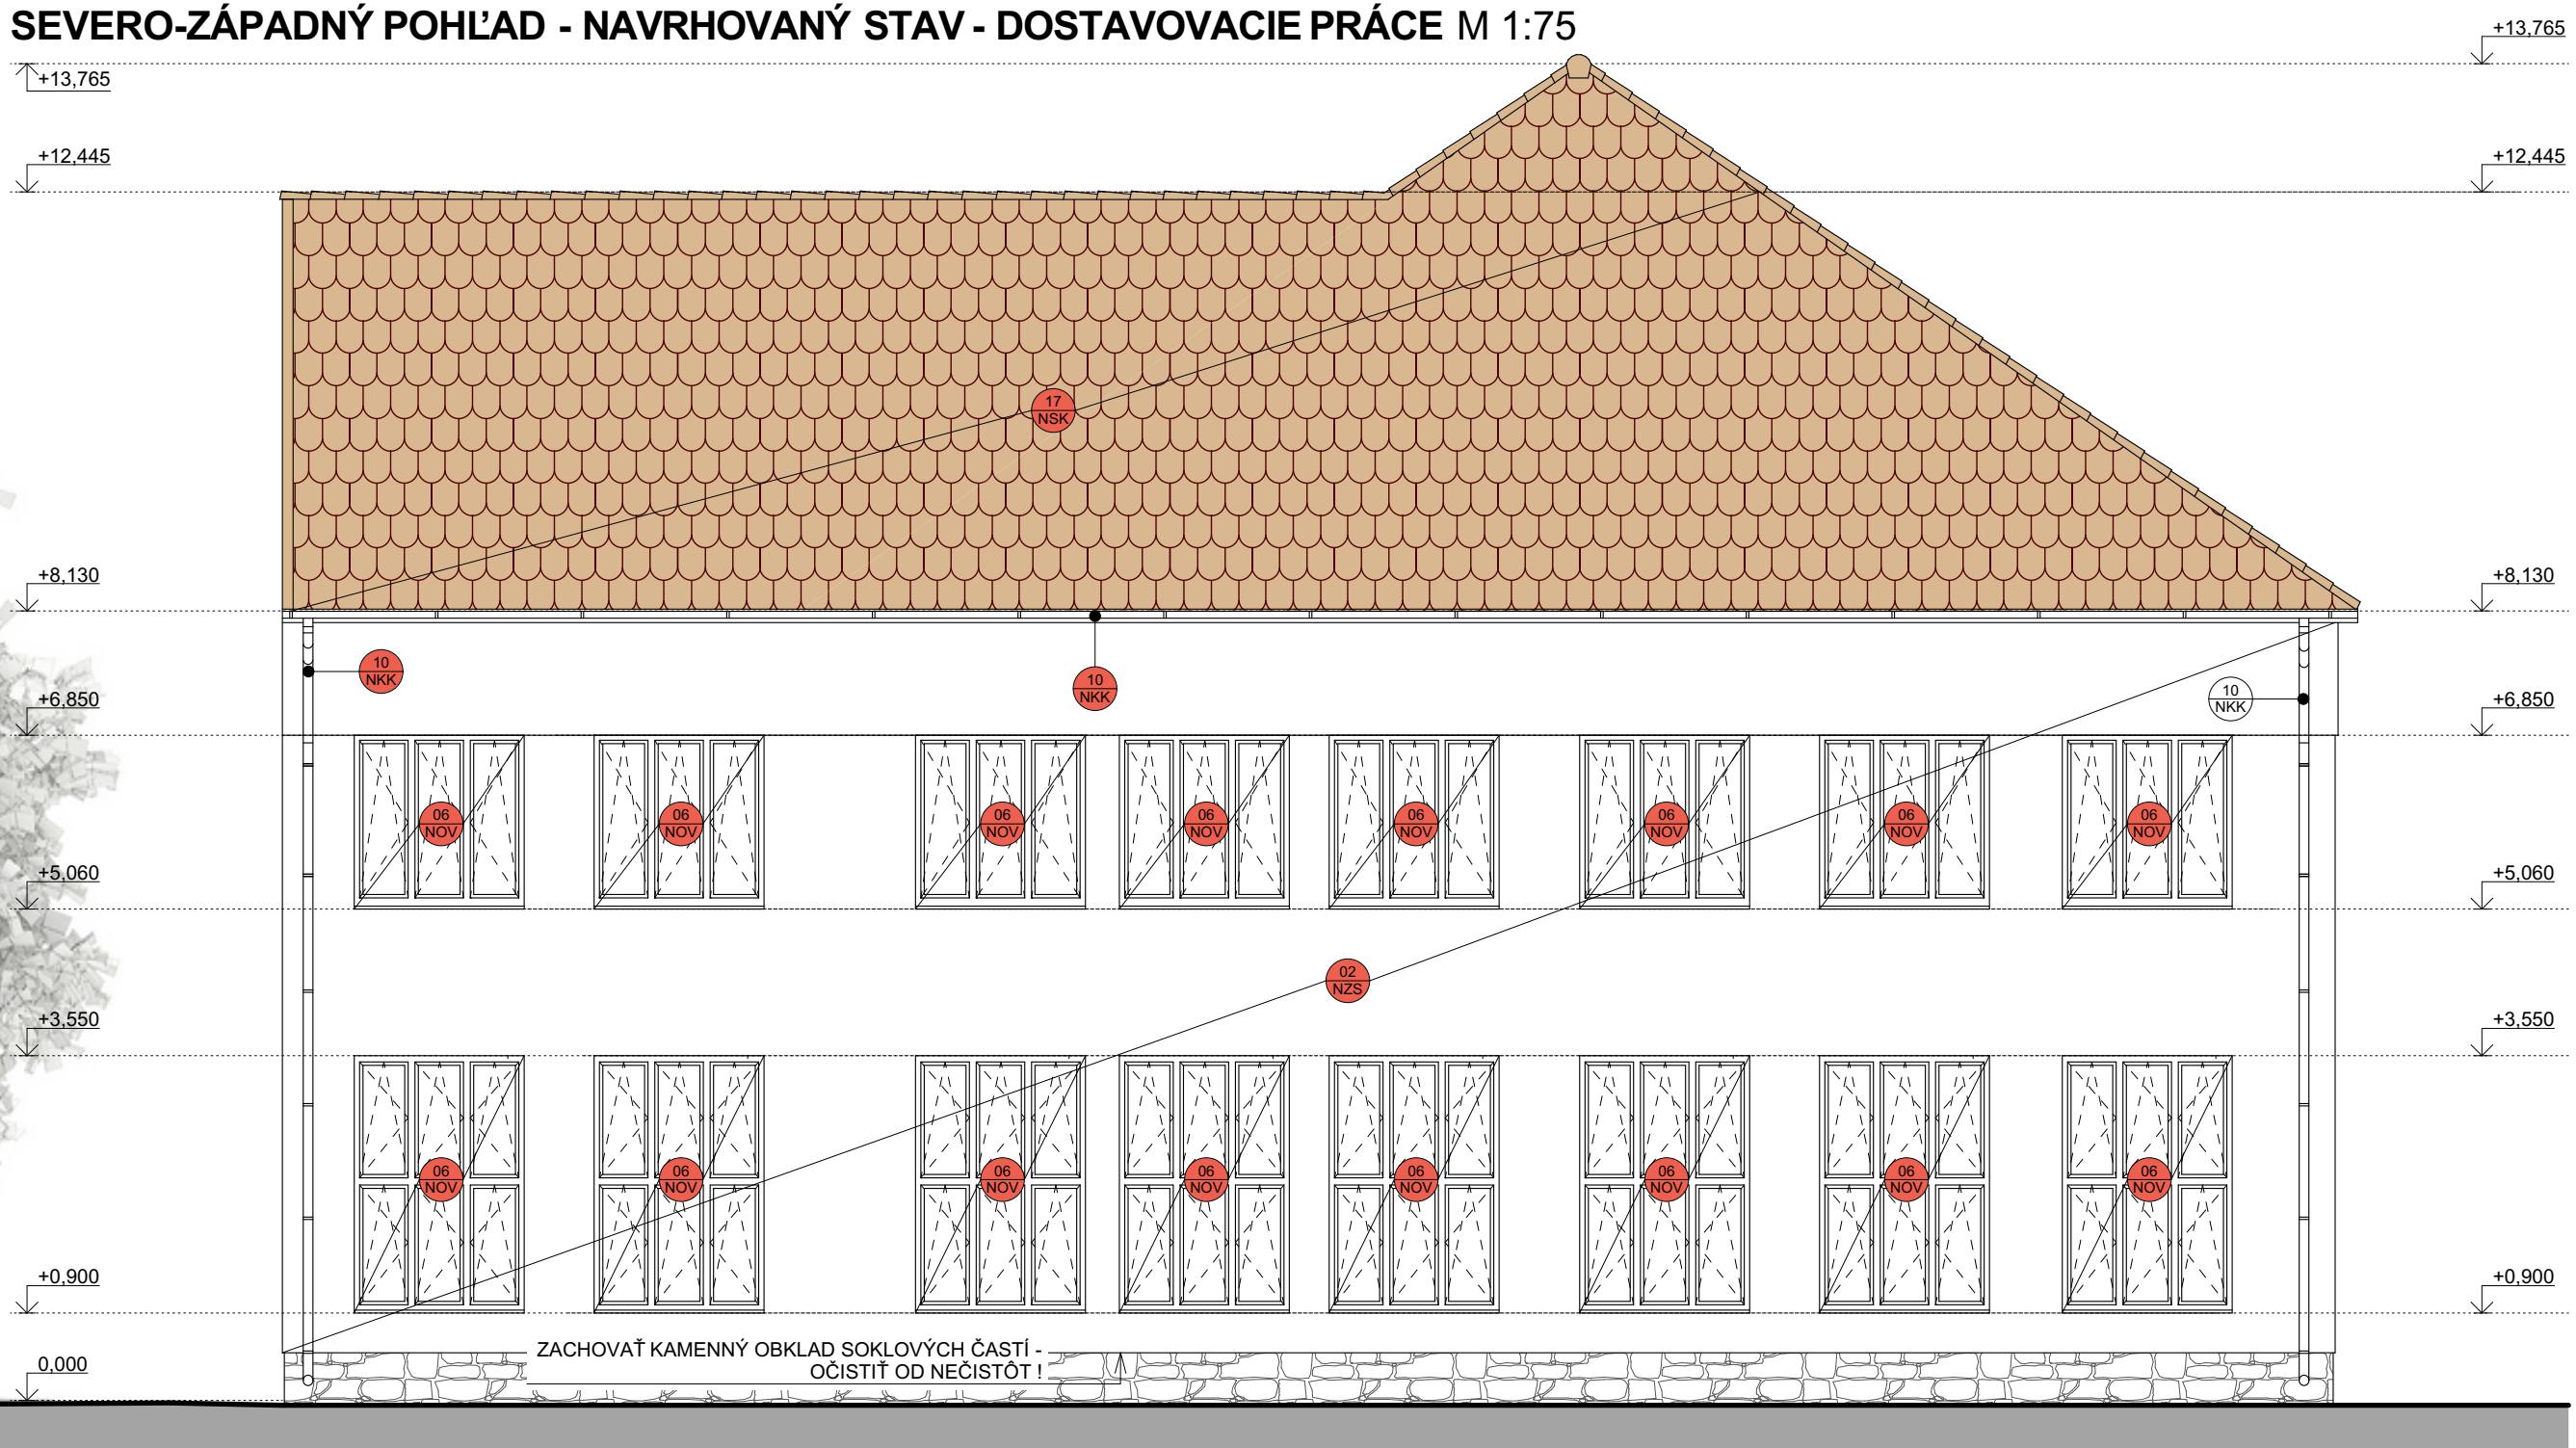 SEVERO-ZÁPADNÝ POHĽAD - NAVRHOVANÝ STAV - DOSTAVOVACIE PRÁCE M 1:75
+13,765
+13,765
+12,445
+12,445
17
NSK
+8,130
+8,130
10
NKK
10
NKK
10
NKK
+6,850
+6,850
06
NOV
06
NOV
06
NOV
06
NOV
06
NOV
06
NOV
06
NOV
06
NOV
+5,060
+5,060
02
NZS
+3,550
+3,550
06
NOV
06
NOV
06
NOV
06
NOV
06
NOV
06
NOV
06
NOV
06
NOV
+0,900
+0,900
ZACHOVAŤ KAMENNÝ OBKLAD SOKLOVÝCH ČASTÍ -
OČISTIŤ OD NEČISTÔT !
0,000